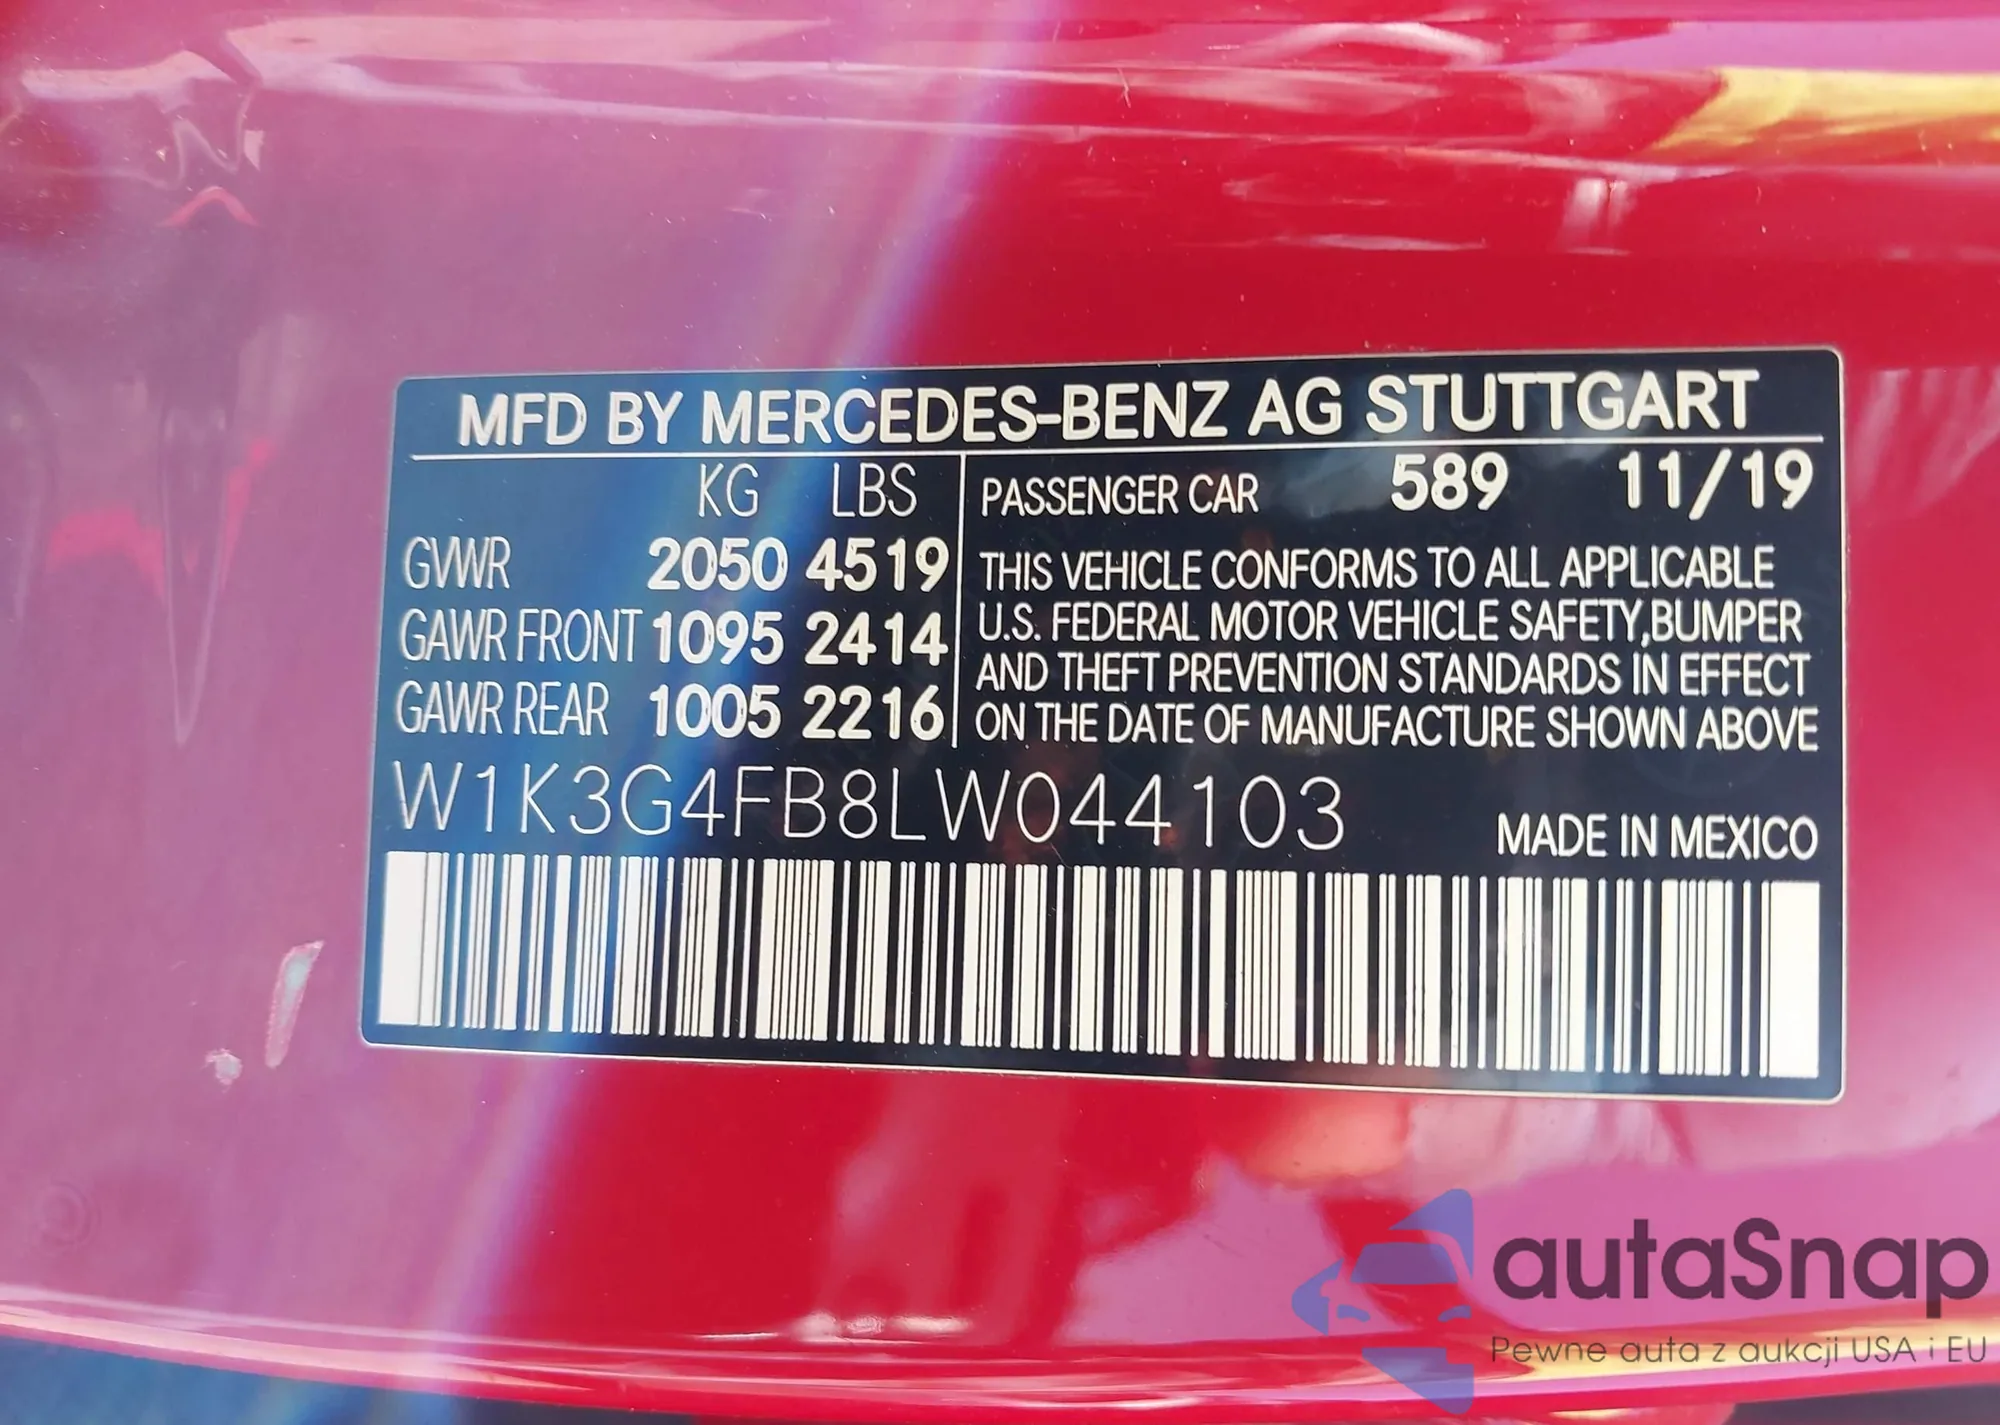 MFD BY MERCEDES-BENZ AG STUTTGART
KG LBS
GVWR 2050 4519
GAWR FRONT 1095 2414
GAWR REAR 1005 2216
PASSENGER CAR 589 11/19
THIS VEHICLE CONFORMS TO ALL APPLICABLE
U.S. FEDERAL MOTOR VEHICLE SAFETY,BUMPER
AND THEFT PREVENTION STANDARDS IN EFFECT
ON THE DATE OF MANUFACTURE SHOWN ABOVE
W1K3G4FB8LW044103
MADE IN MEXICO
autaSnap
Pewne auta z aukcji USA i EU